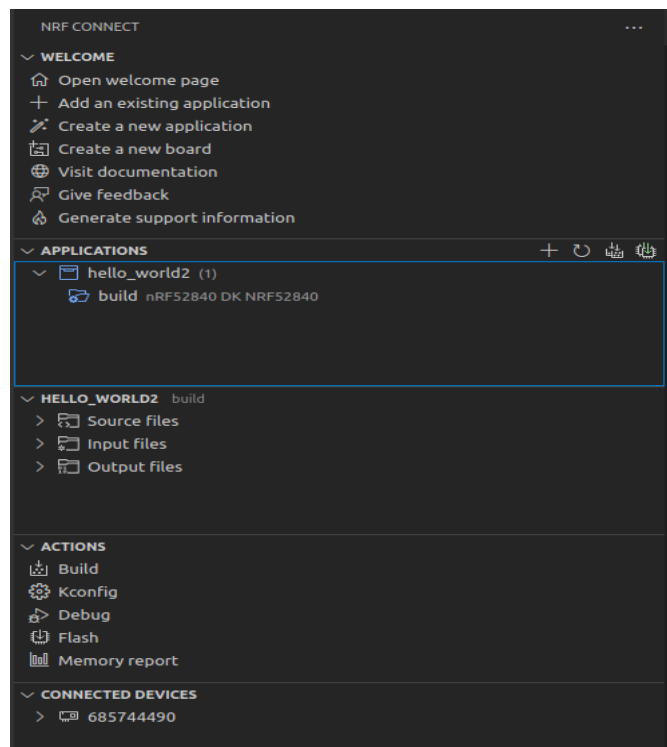 NRF CONNECT
WELCOME
Open welcome page
Add an existing application
Create a new application
Create a new board
Visit documentation
Give feedback
Generate support information
APPLICATIONS
hello_world2 (1)
build nRF52840 DK NRF52840
HELLO_WORLD2 build
Source files
Input files
Output files
ACTIONS
Build
Kconfig
Debug
Flash
Memory report
CONNECTED DEVICES
685744490